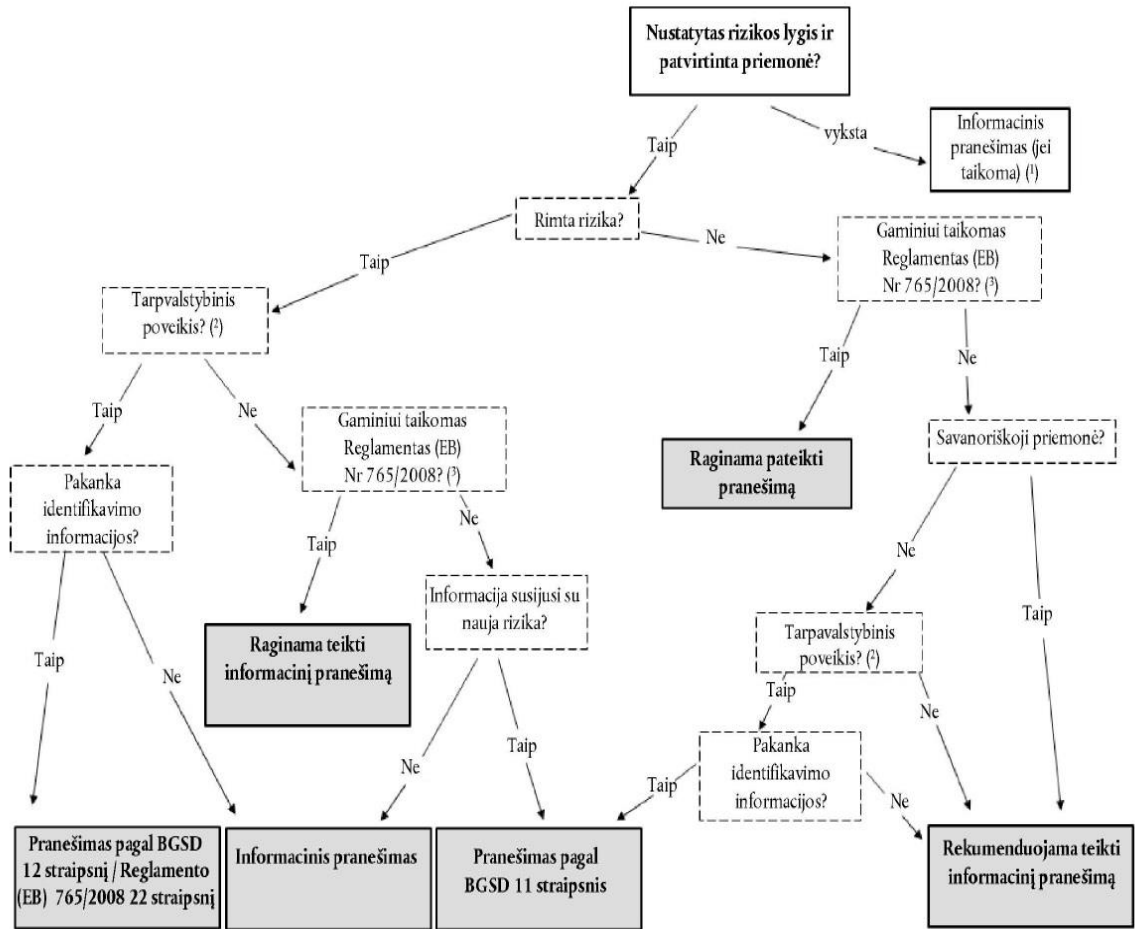 Nustatytas rizikos lygis ir
patvirtinta priemonė?
Taip
vyksta
Informacinis
pranešimas (jei
taikoma) (¹)
Rimta rizika?
Taip
Ne
Gaminiui taikomas
Reglamentas (EB)
Nr 765/2008? (³)
Tarpvalstybinis
poveikis? (²)
Taip
Ne
Taip
Ne
Gaminiui taikomas
Reglamentas (EB)
Nr 765/2008? (³)
Raginama pateikti
pranešimą
Savanoriškoji priemonė?
Pakanka
identifikavimo
informacijos?
Taip
Ne
Ne
Taip
Informacija susijusi su
nauja rizika?
Raginama teikti
informacinį pranešimą
Tarpavalstybinis
poveikis? (²)
Taip
Ne
Ne
Taip
Taip
Ne
Pakanka
identifikavimo
informacijos?
Taip
Ne
Pranešimas pagal BGSD
12 straipsnį / Reglamento
(EB) 765/2008 22 straipsnį
Informacinis pranešimas
Pranešimas pagal
BGSD 11 straipsnis
Rekumenduojama teikti
informacinį pranešimą